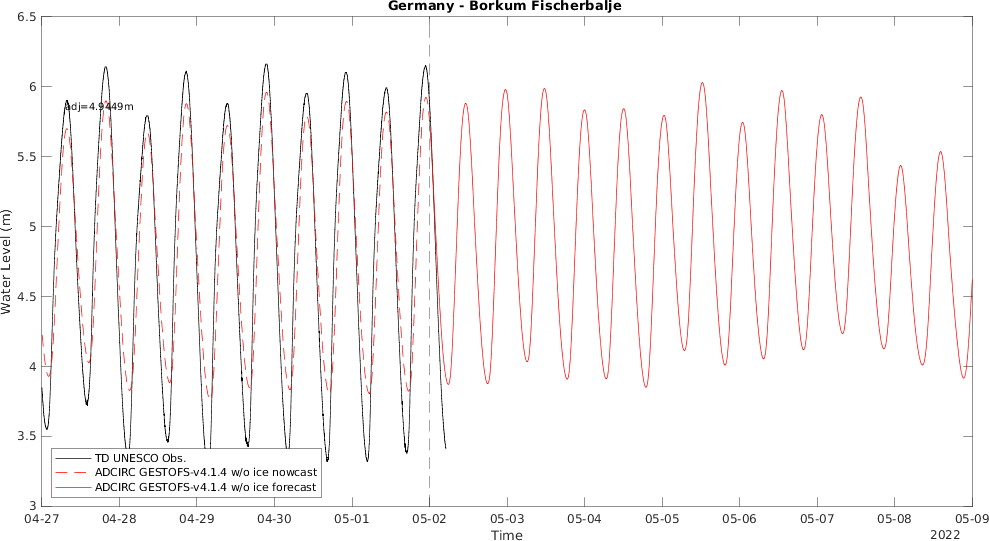 Germany - Borkum Fischerbalje
6.5
6
5.5
5
4.5
4
3.5
3
Water Level (m)
adj=4.9449m
TD UNESCO Obs.
ADCIRC GESTOFS-v4.1.4 w/o ice nowcast
ADCIRC GESTOFS-v4.1.4 w/o ice forecast
04-27 04-28 04-29 04-30 05-01 05-02 05-03 05-04 05-05 05-06 05-07 05-08 05-09
Time
2022